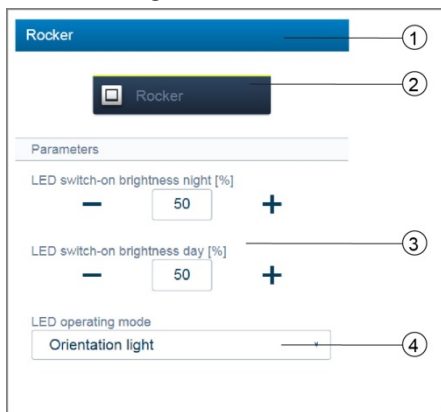 Rocker
1
Rocker
2
Parameters
LED switch-on brightness night [%]
− 50 +
LED switch-on brightness day [%]
3
− 50 +
LED operating mode
Orientation light
4